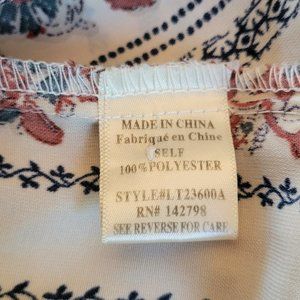 MADE IN CHINA
Fabriqué en Chine
SELF
100% POLYESTER
STYLE#LT23600A
RN# 142798
SEE REVERSE FOR CARE